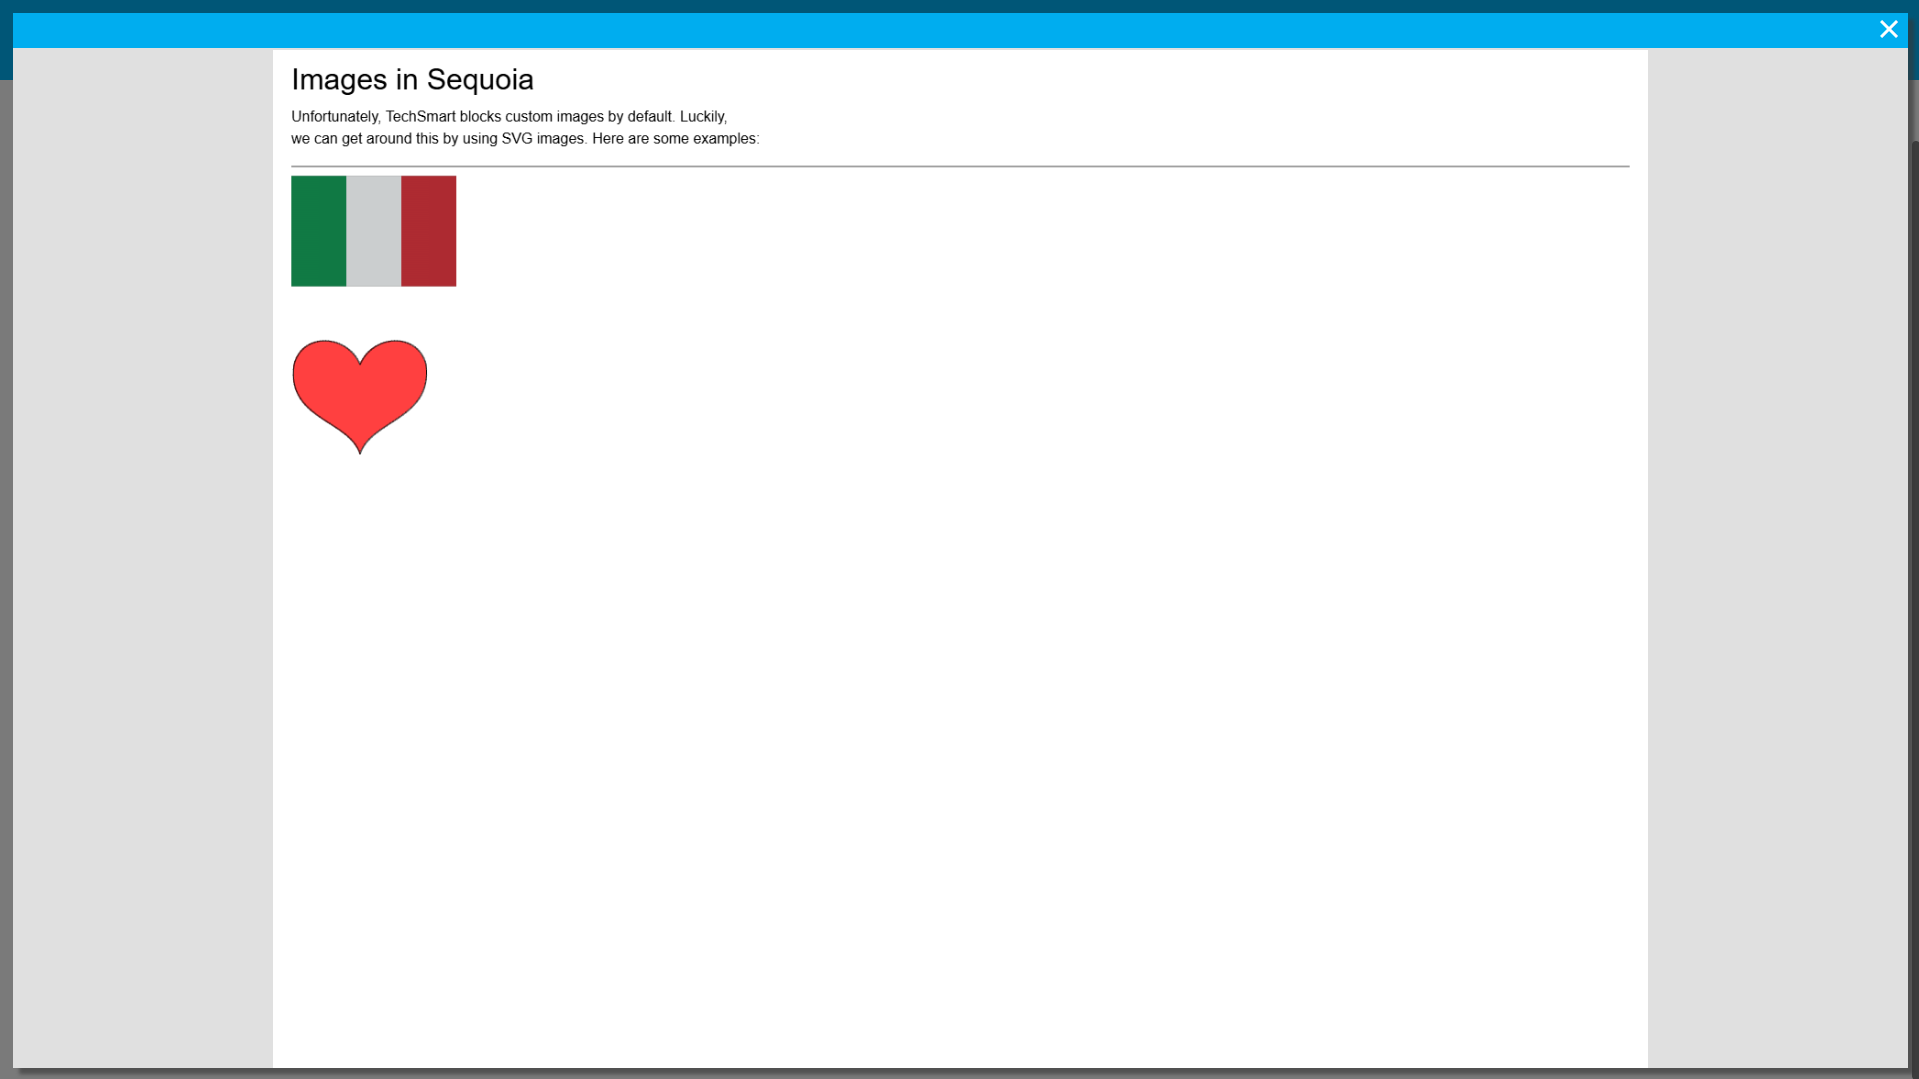 Images in Sequoia
Unfortunately, TechSmart blocks custom images by default. Luckily,
we can get around this by using SVG images. Here are some examples: